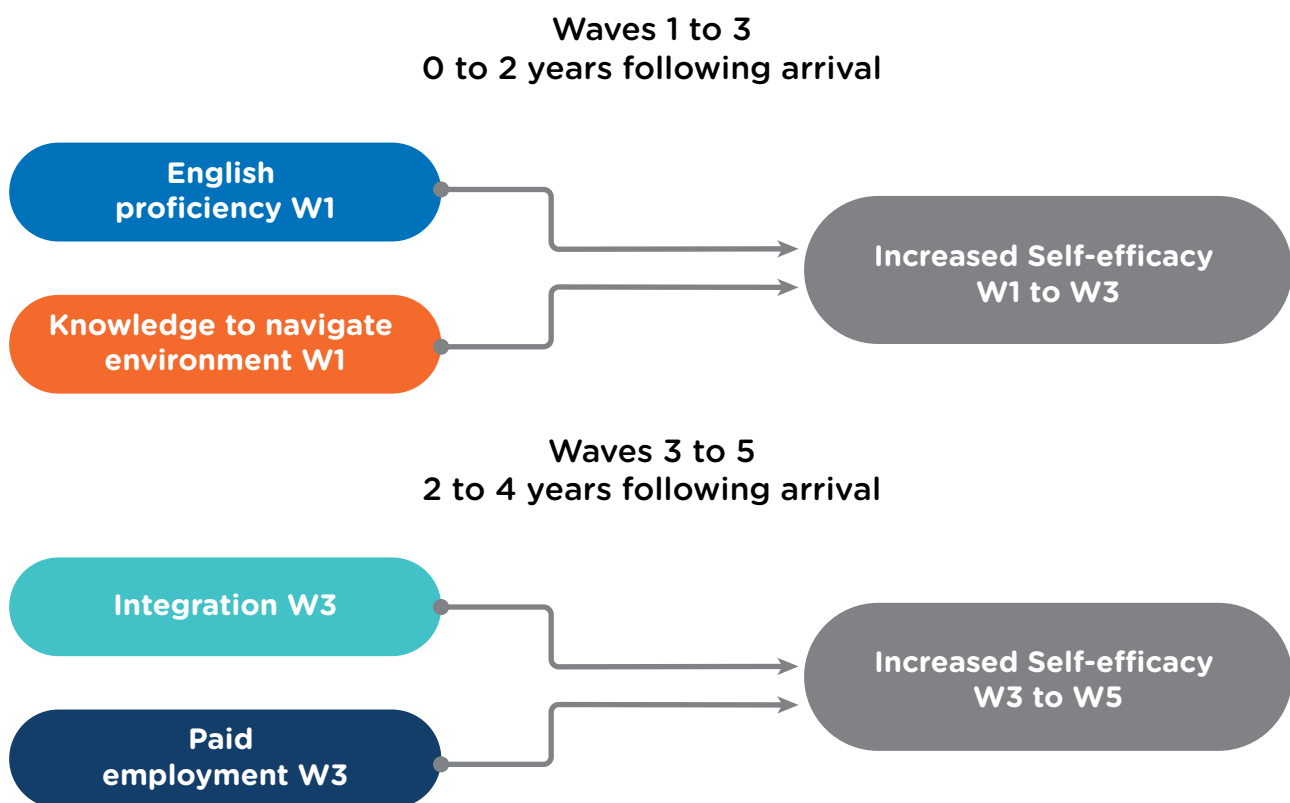 Waves 1 to 3
0 to 2 years following arrival
English
proficiency W1
Knowledge to navigate
environment W1
Increased Self-efficacy
W1 to W3
Waves 3 to 5
2 to 4 years following arrival
Integration W3
Paid
employment W3
Increased Self-efficacy
W3 to W5